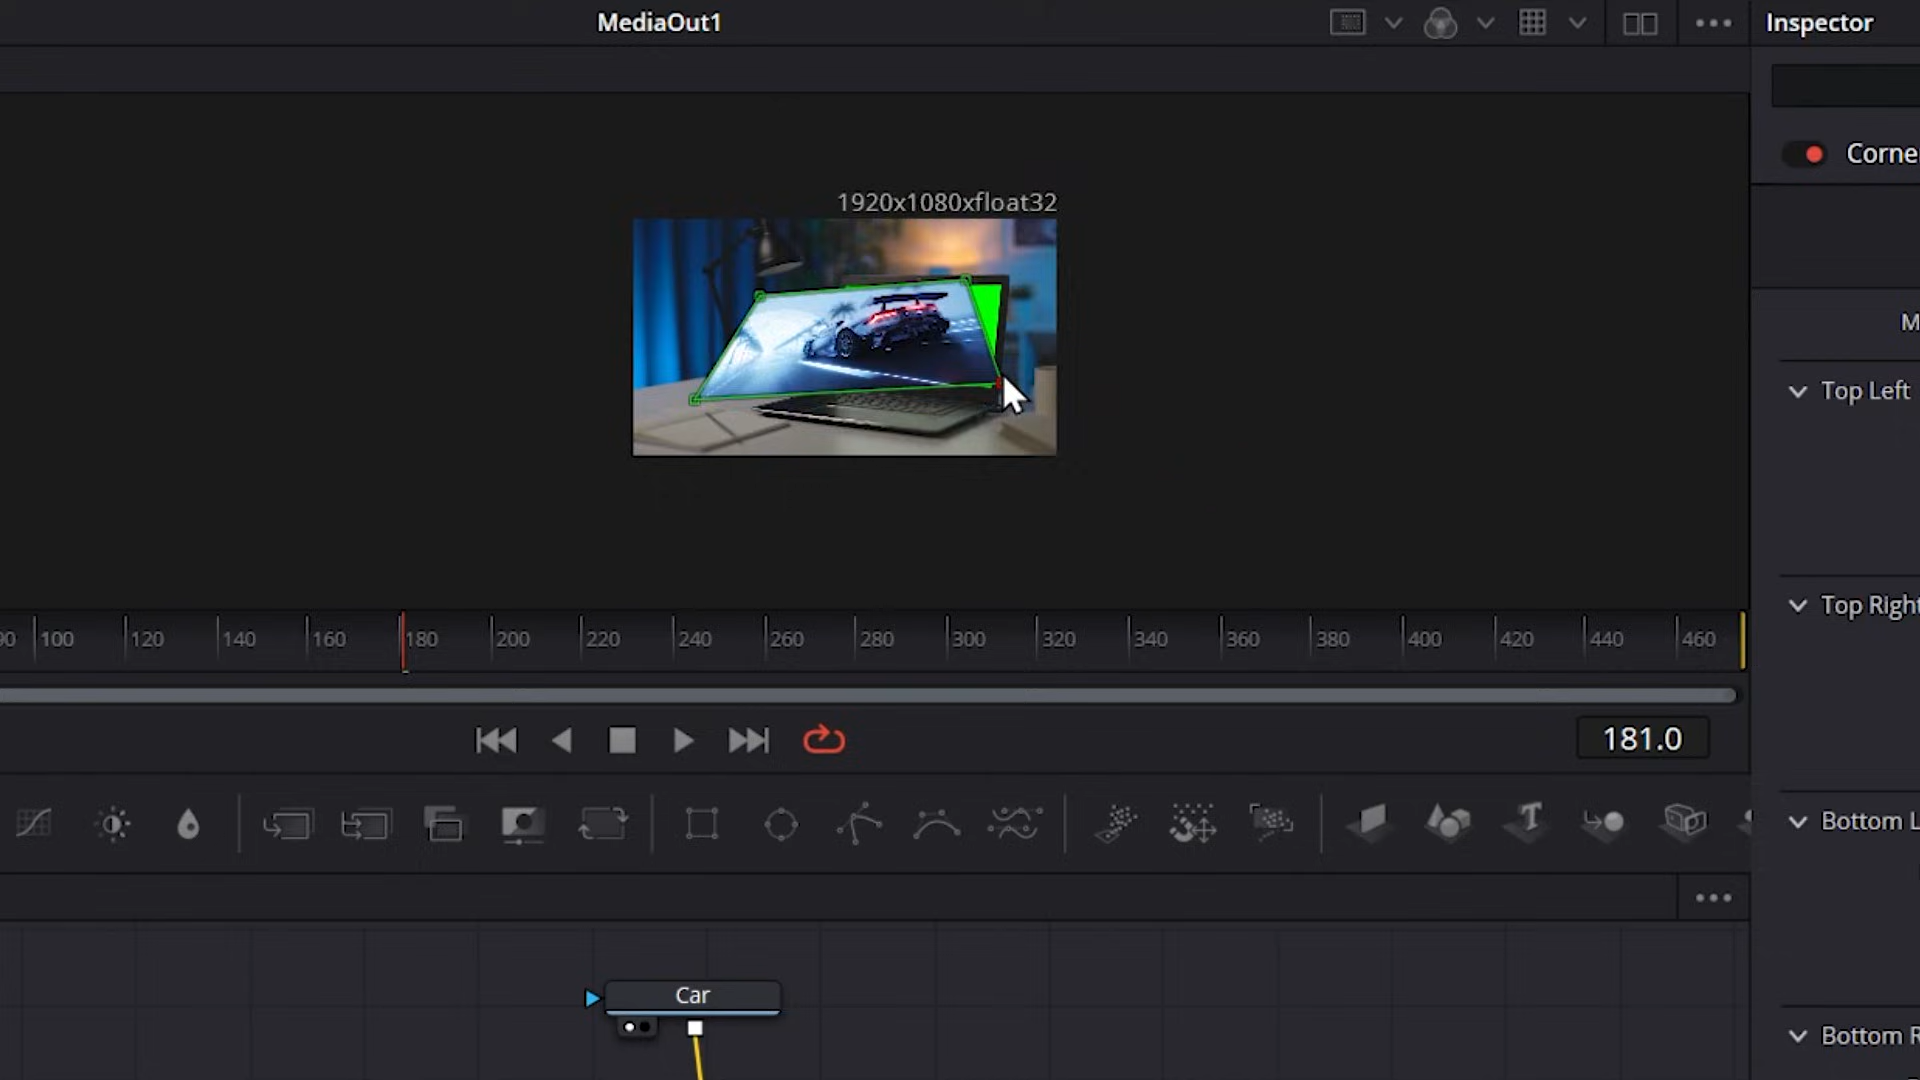 MediaOut1
Inspector
Corne
1920x1080xfloat32
M
Top Left
Top Right
90 100 120 140 160 180 200 220 240 260 280 300 320 340 360 380 400 420 440 460
181.0
T
Bottom L
Car
Bottom R